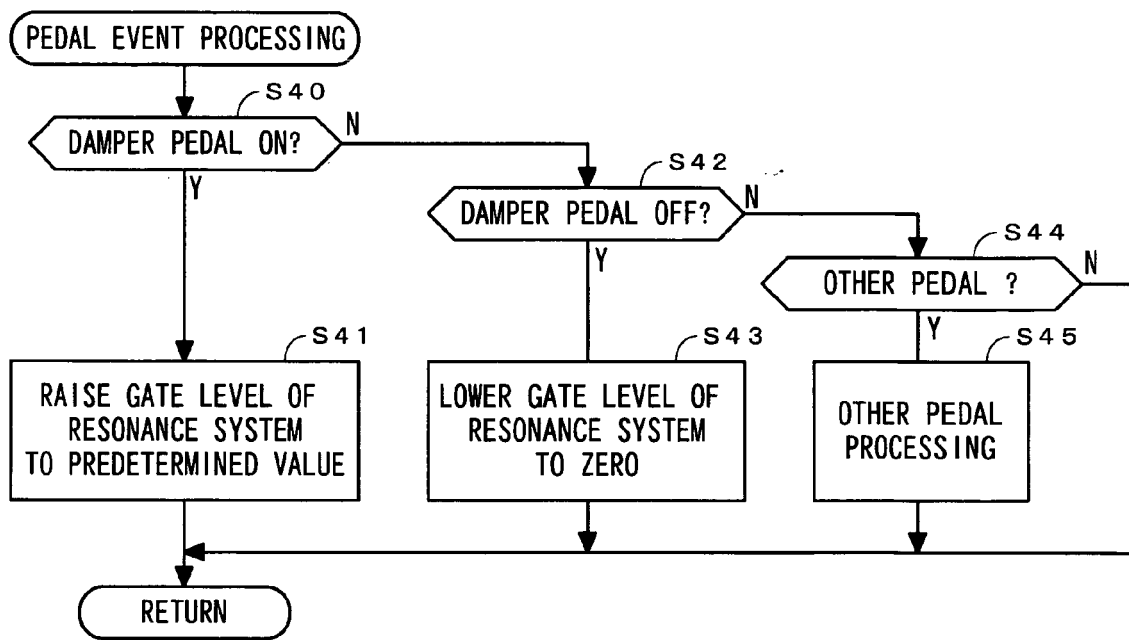 PEDAL EVENT PROCESSING
S40
DAMPER PEDAL ON?
N
Y
S42
DAMPER PEDAL OFF?
N
Y
S44
OTHER PEDAL ?
N
Y
S41
RAISE GATE LEVEL OF
RESONANCE SYSTEM
TO PREDETERMINED VALUE
S43
LOWER GATE LEVEL OF
RESONANCE SYSTEM
TO ZERO
S45
OTHER PEDAL
PROCESSING
RETURN